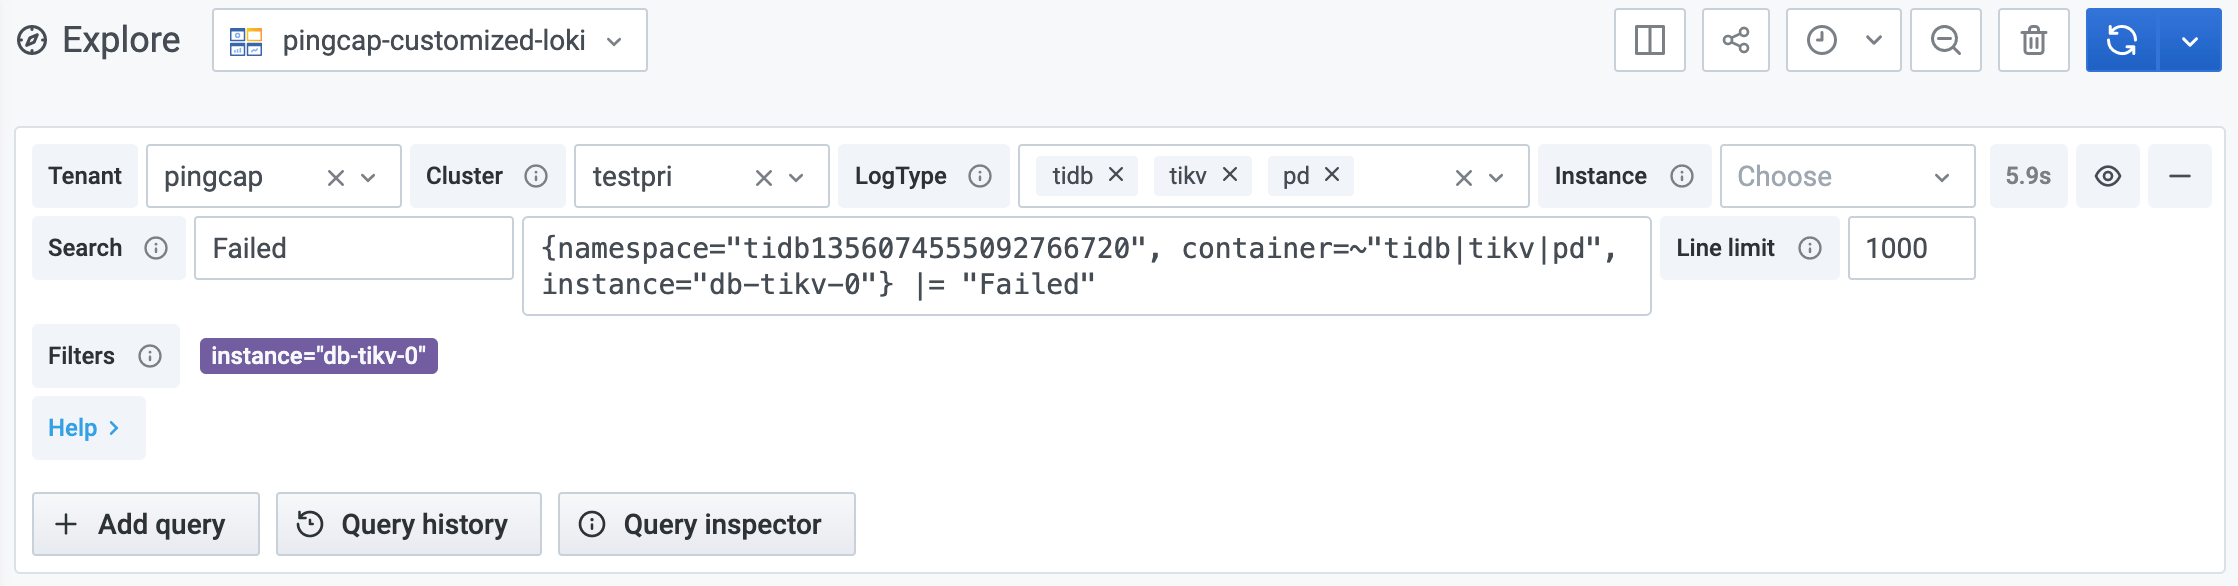 Explore pingcap-customized-loki
Tenant pingcap Cluster testpri LogType tidb tikv pd Instance Choose 5.9s
Search Failed {namespace="tidb1356074555092766720", container=~"tidb|tikv|pd", Line limit 1000
instance="db-tikv-0"} |= "Failed"
Filters instance="db-tikv-0"
Help
Add query Query history Query inspector